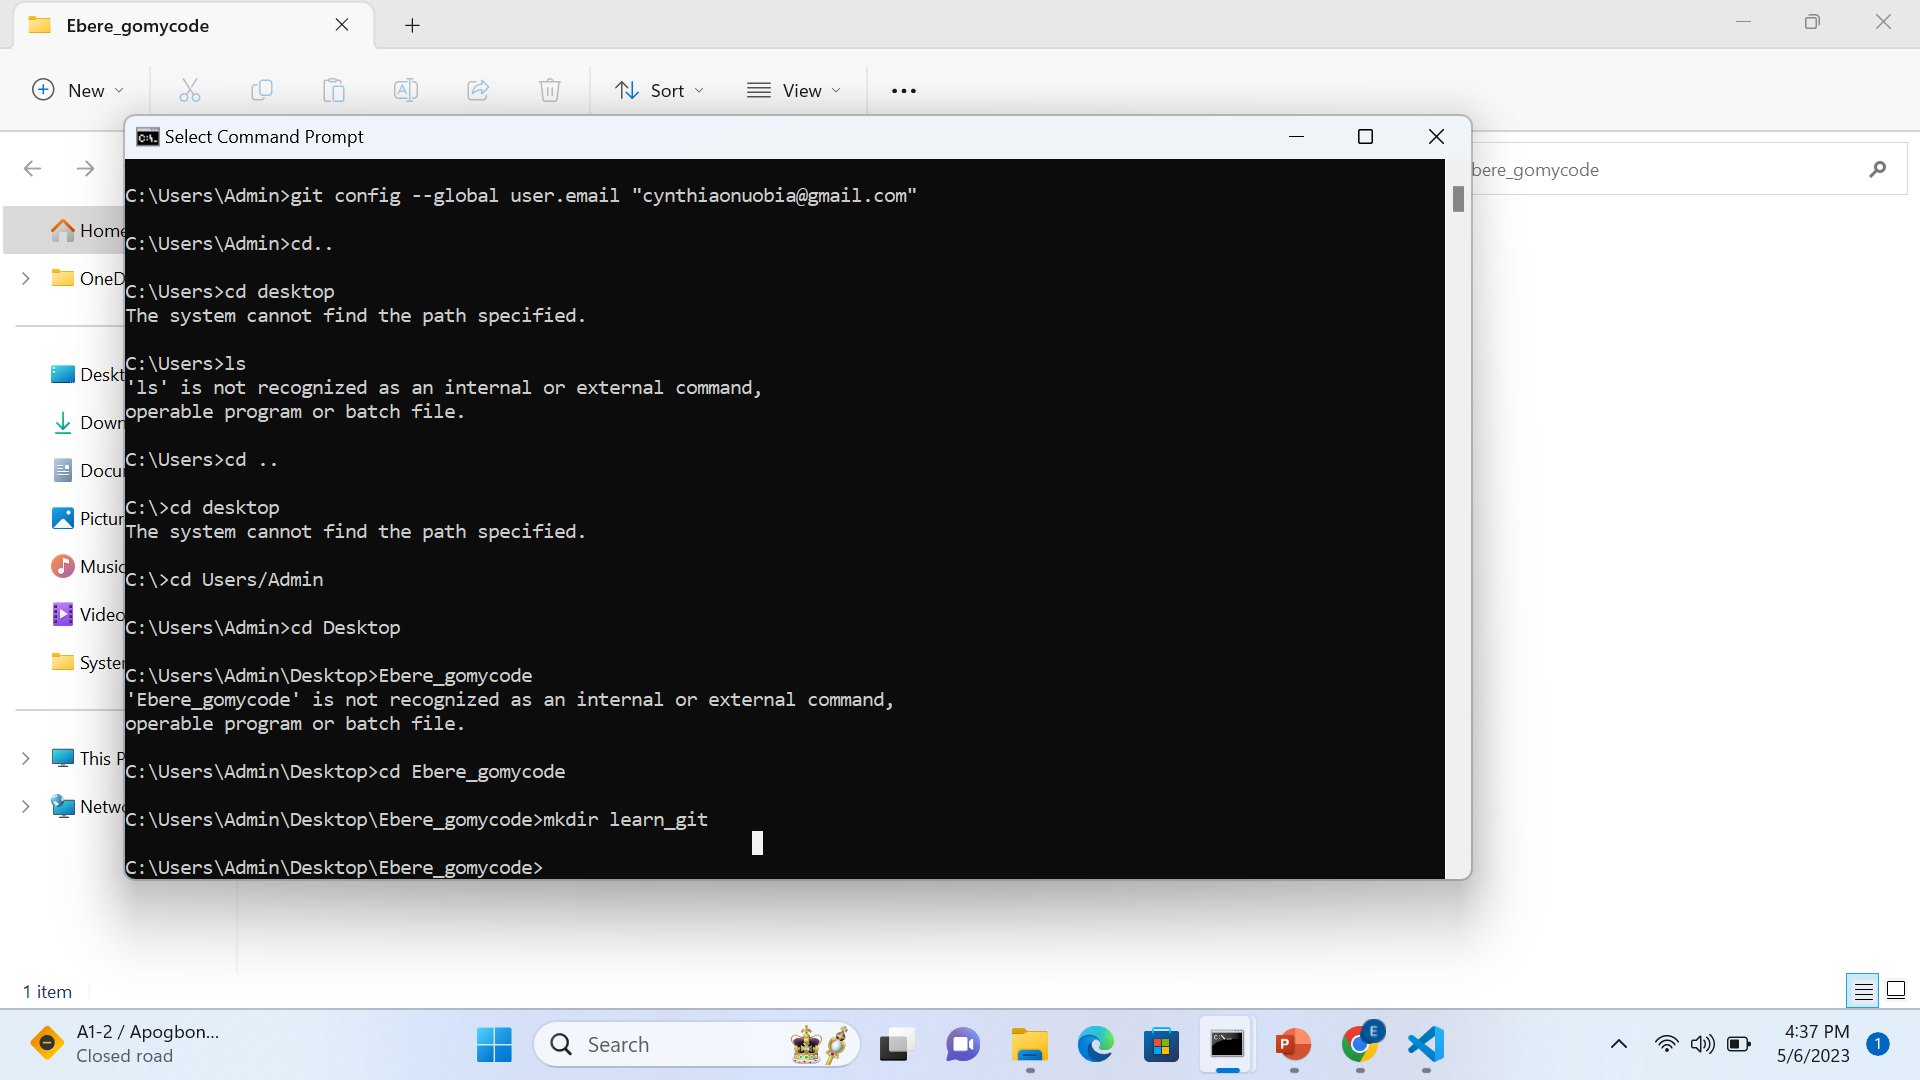 Ebere_gomycode
New
Sort
View
Select Command Prompt
bere_gomycode
Home
OneD
Deskt
Down
Docu
Pictur
Music
Video
System
This P
Netwo
C:\Users\Admin>git config --global user.email "cynthiaonuobia@gmail.com"
C:\Users\Admin>cd..
C:\Users>cd desktop
The system cannot find the path specified.
C:\Users>ls
'ls' is not recognized as an internal or external command,
operable program or batch file.
C:\Users>cd ..
C:\>cd desktop
The system cannot find the path specified.
C:\>cd Users/Admin
C:\Users\Admin>cd Desktop
C:\Users\Admin\Desktop>Ebere_gomycode
'Ebere_gomycode' is not recognized as an internal or external command,
operable program or batch file.
C:\Users\Admin\Desktop>cd Ebere_gomycode
C:\Users\Admin\Desktop\Ebere_gomycode>mkdir learn_git
C:\Users\Admin\Desktop\Ebere_gomycode>
1 item
A1-2 / Apogbon...
Closed road
Search
E
4:37 PM
5/6/2023
1